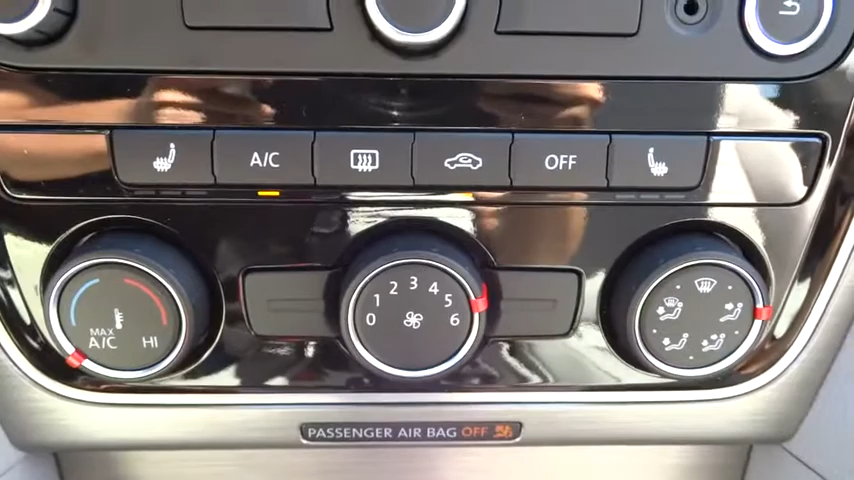 A/C
OFF
1 2 3 4 5
0 6
MAX
A/C HI
PASSENGER AIR BAG OFF